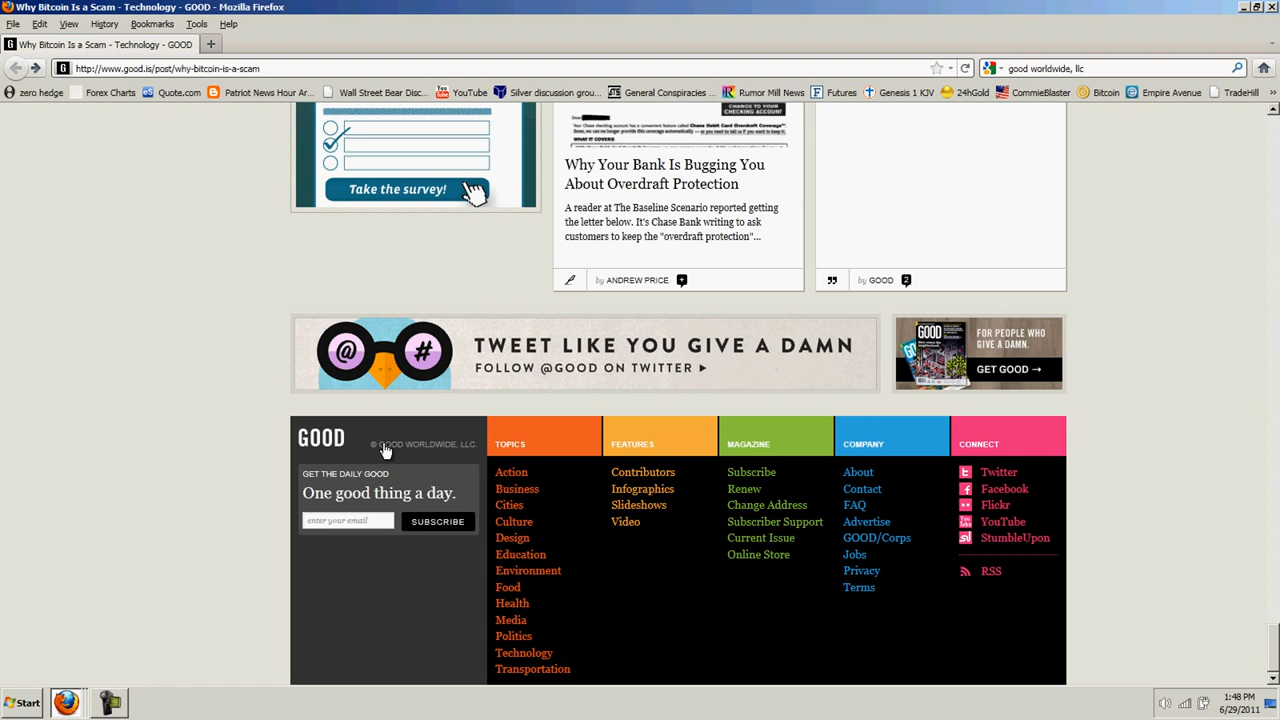 Why Bitcoin Is a Scam - Technology - GOOD - Mozilla Firefox
File Edit View History Bookmarks Tools Help
Why Bitcoin Is a Scam - Technology - GOOD
http://www.good.is/post/why-bitcoin-is-a-scam
good worldwide, llc
zero hedge Forex Charts Quote.com Patriot News Hour Ar... Wall Street Bear Disc... YouTube Silver discussion grou... General Conspiracies ... Rumor Mill News Futures Genesis 1 KJV 24hGold CommieBlaster Bitcoin Empire Avenue TradeHill
Take the survey!
CHANGE TO YOUR
CHECKING ACCOUNT
WHAT IT COVERS
Why Your Bank Is Bugging You
About Overdraft Protection
A reader at The Baseline Scenario reported getting
the letter below. It's Chase Bank writing to ask
customers to keep the "overdraft protection"...
by ANDREW PRICE +
by GOOD 2
@ #
TWEET LIKE YOU GIVE A DAMN
FOLLOW @GOOD ON TWITTER
GOOD
FOR PEOPLE WHO
GIVE A DAMN.
GET GOOD →
GOOD
© GOOD WORLDWIDE, LLC.
GET THE DAILY GOOD
One good thing a day.
enter your email SUBSCRIBE
TOPICS
Action
Business
Cities
Culture
Design
Education
Environment
Food
Health
Media
Politics
Technology
Transportation
FEATURES
Contributors
Infographics
Slideshows
Video
MAGAZINE
Subscribe
Renew
Change Address
Subscriber Support
Current Issue
Online Store
COMPANY
About
Contact
FAQ
Advertise
GOOD/Corps
Jobs
Privacy
Terms
CONNECT
Twitter
Facebook
Flickr
YouTube
StumbleUpon
RSS
Start
1:48 PM
6/29/2011